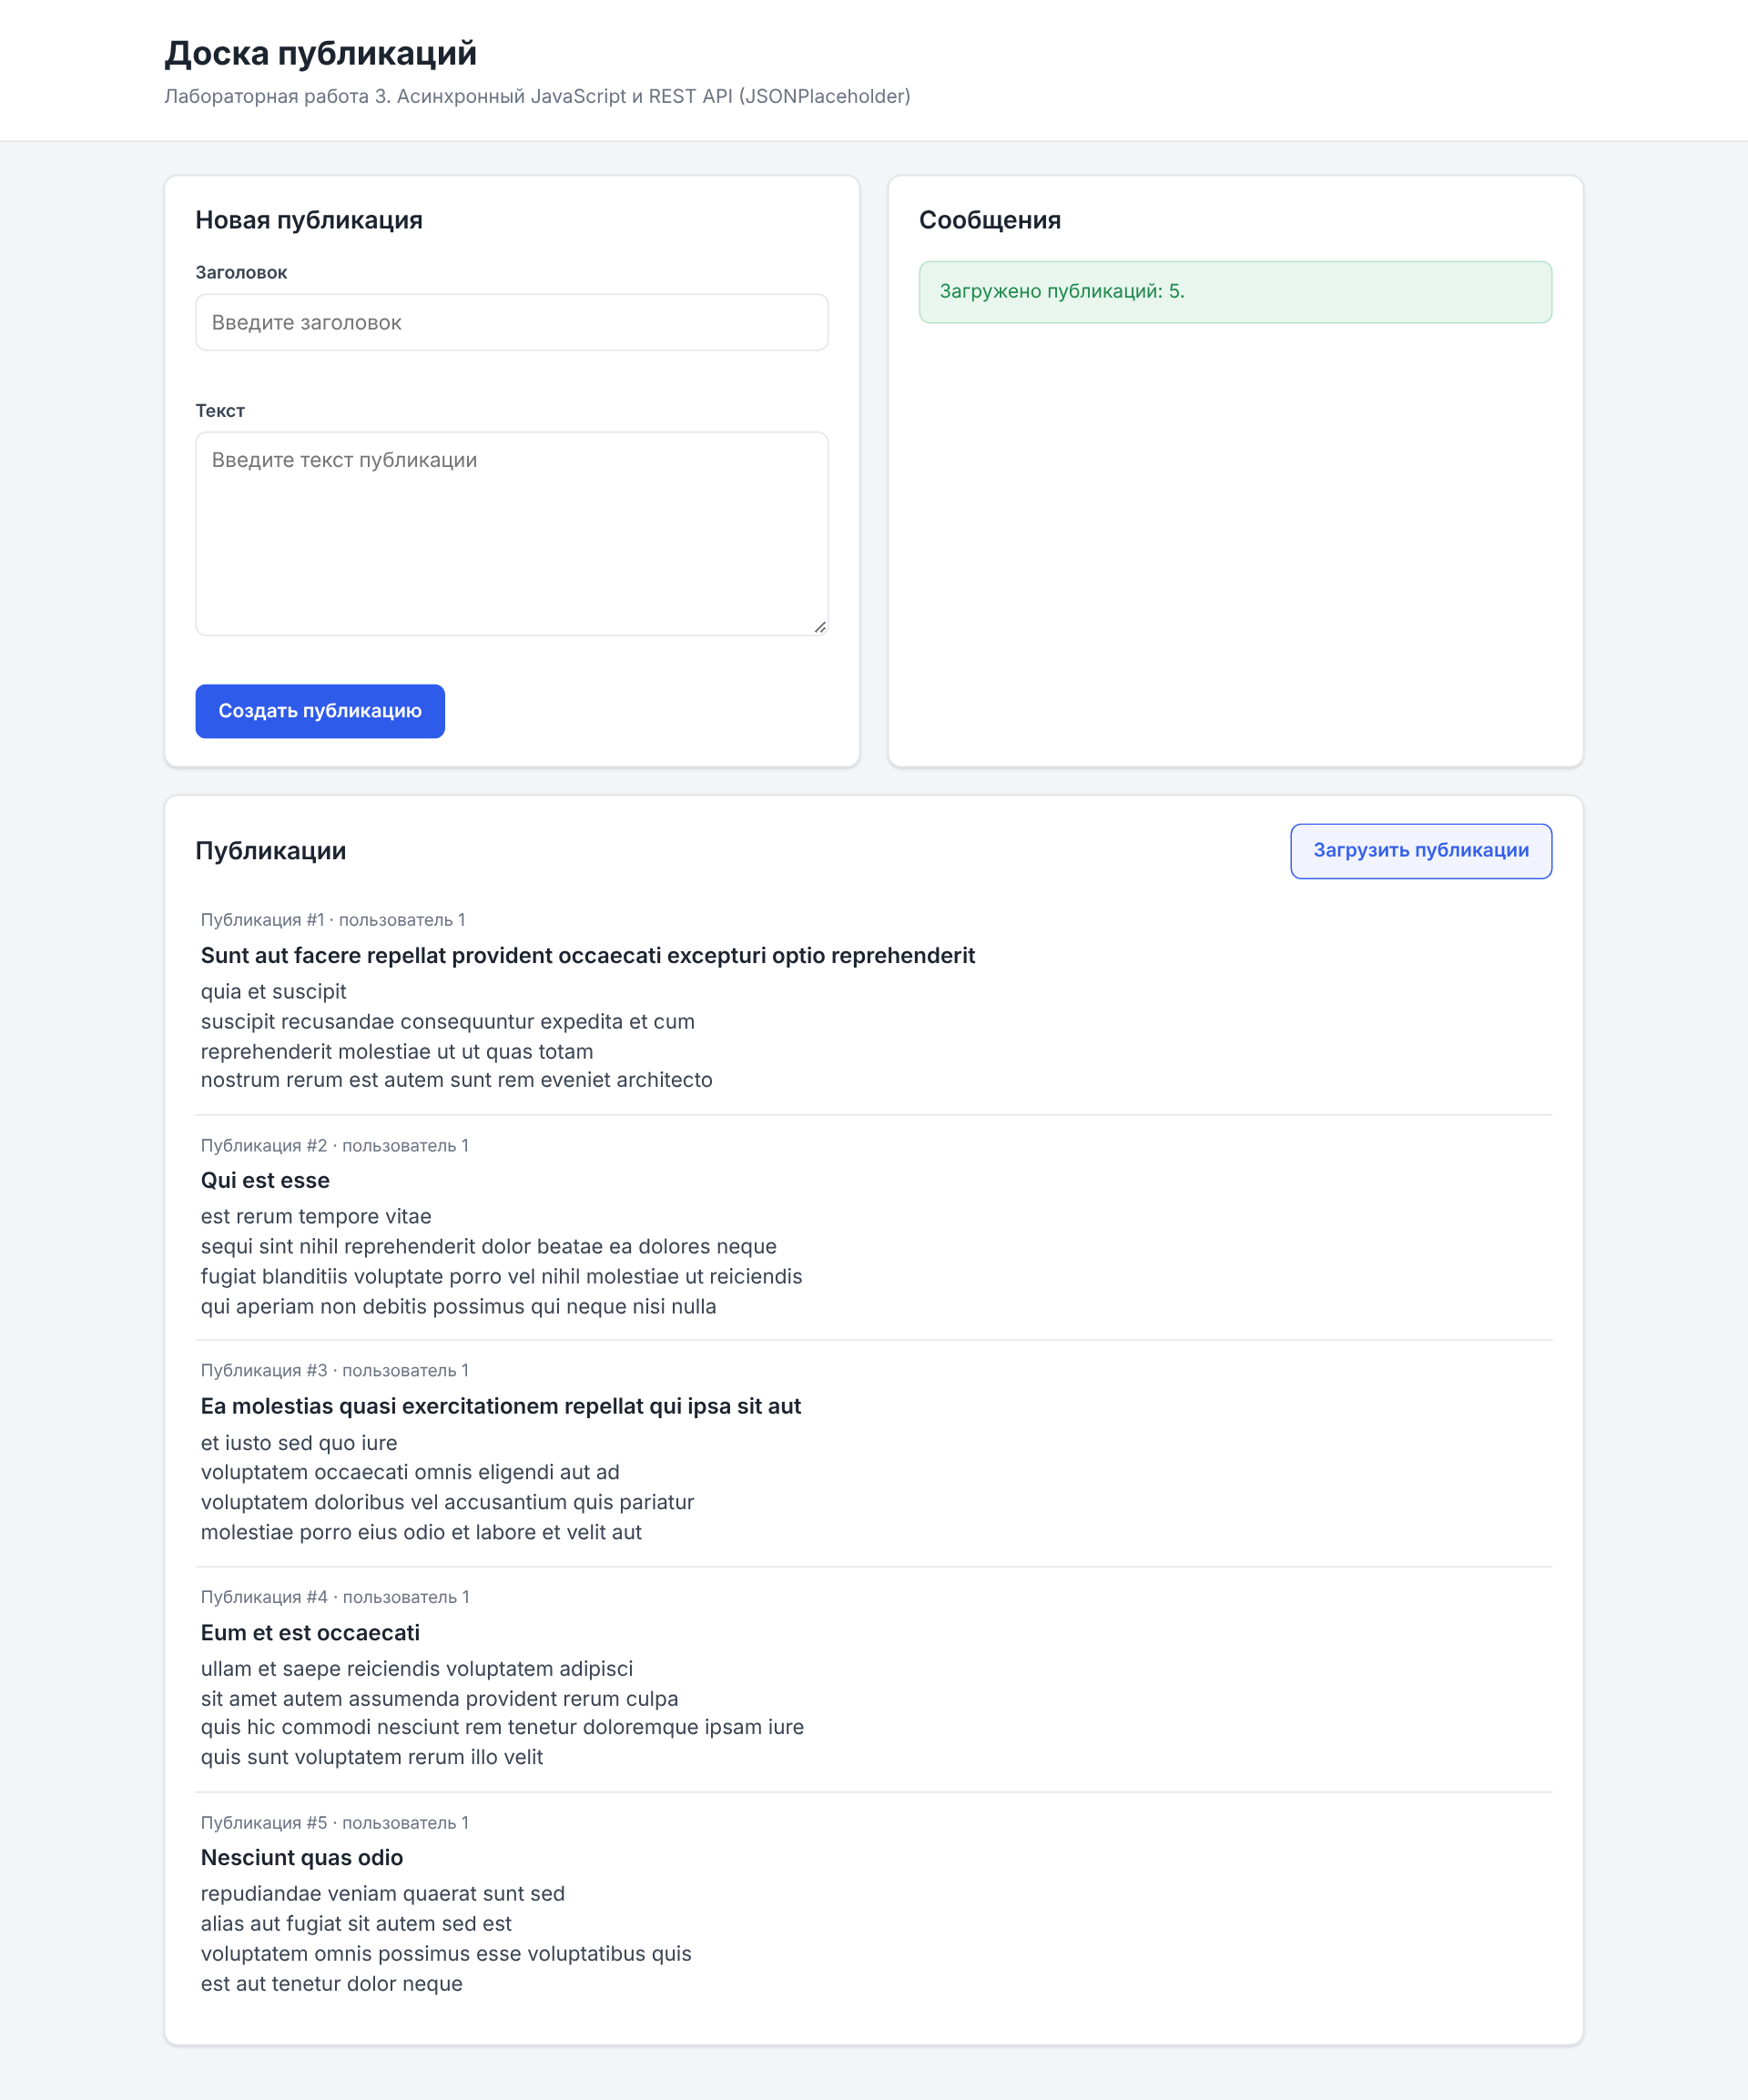 Доска публикаций
Лабораторная работа 3. Асинхронный JavaScript и REST API (JSONPlaceholder)
Новая публикация
Заголовок
Введите заголовок
Текст
Введите текст публикации
Создать публикацию
Сообщения
Загружено публикаций: 5.
Публикации
Загрузить публикации
Публикация #1 · пользователь 1
Sunt aut facere repellat provident occaecati excepturi optio reprehenderit
quia et suscipit
suscipit recusandae consequuntur expedita et cum
reprehenderit molestiae ut ut quas totam
nostrum rerum est autem sunt rem eveniet architecto
Публикация #2 · пользователь 1
Qui est esse
est rerum tempore vitae
sequi sint nihil reprehenderit dolor beatae ea dolores neque
fugiat blanditiis voluptate porro vel nihil molestiae ut reiciendis
qui aperiam non debitis possimus qui neque nisi nulla
Публикация #3 · пользователь 1
Ea molestias quasi exercitationem repellat qui ipsa sit aut
et iusto sed quo iure
voluptatem occaecati omnis eligendi aut ad
voluptatem doloribus vel accusantium quis pariatur
molestiae porro eius odio et labore et velit aut
Публикация #4 · пользователь 1
Eum et est occaecati
ullam et saepe reiciendis voluptatem adipisci
sit amet autem assumenda provident rerum culpa
quis hic commodi nesciunt rem tenetur doloremque ipsam iure
quis sunt voluptatem rerum illo velit
Публикация #5 · пользователь 1
Nesciunt quas odio
repudiandae veniam quaerat sunt sed
alias aut fugiat sit autem sed est
voluptatem omnis possimus esse voluptatibus quis
est aut tenetur dolor neque